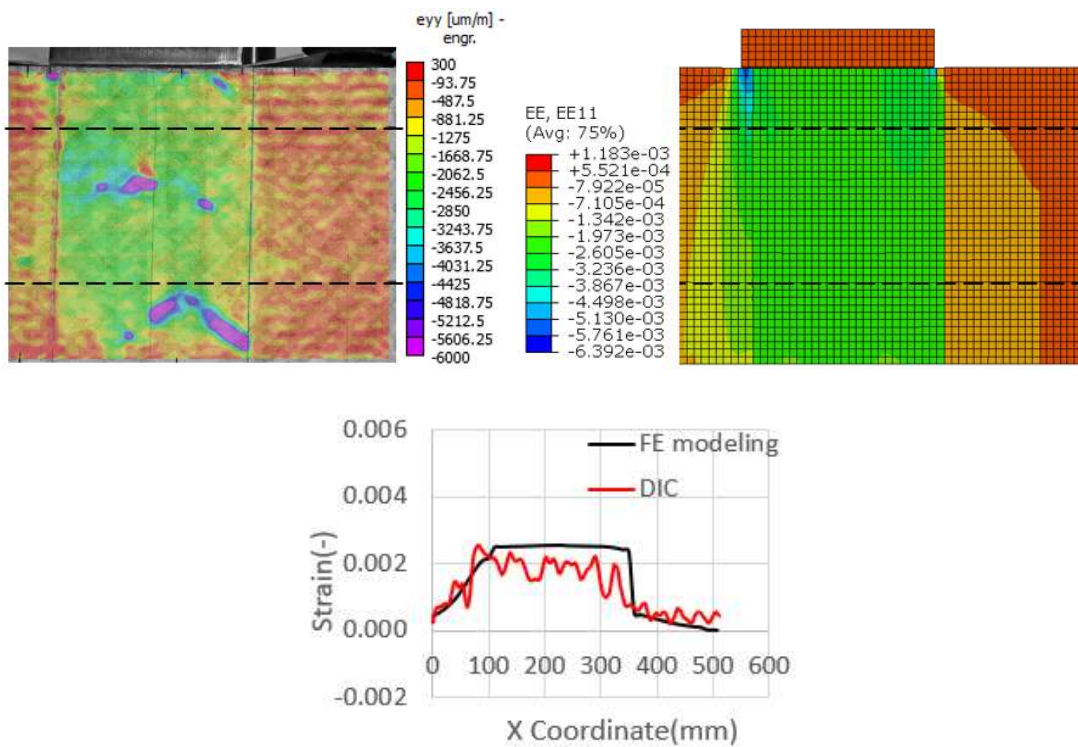 eyy [um/m] -
engr.
300
-93.75
-487.5
-881.25
-1275
-1668.75
-2062.5
-2456.25
-2850
-3243.75
-3637.5
-4031.25
-4425
-4818.75
-5212.5
-5606.25
-6000
EE, EE11
(Avg: 75%)
+1.183e-03
+5.521e-04
-7.922e-05
-7.105e-04
-1.342e-03
-1.973e-03
-2.605e-03
-3.236e-03
-3.867e-03
-4.498e-03
-5.130e-03
-5.761e-03
-6.392e-03
0.006
0.004
0.002
0.000
-0.002
Strain(-)
FE modeling
DIC
0 100 200 300 400 500 600
X Coordinate(mm)